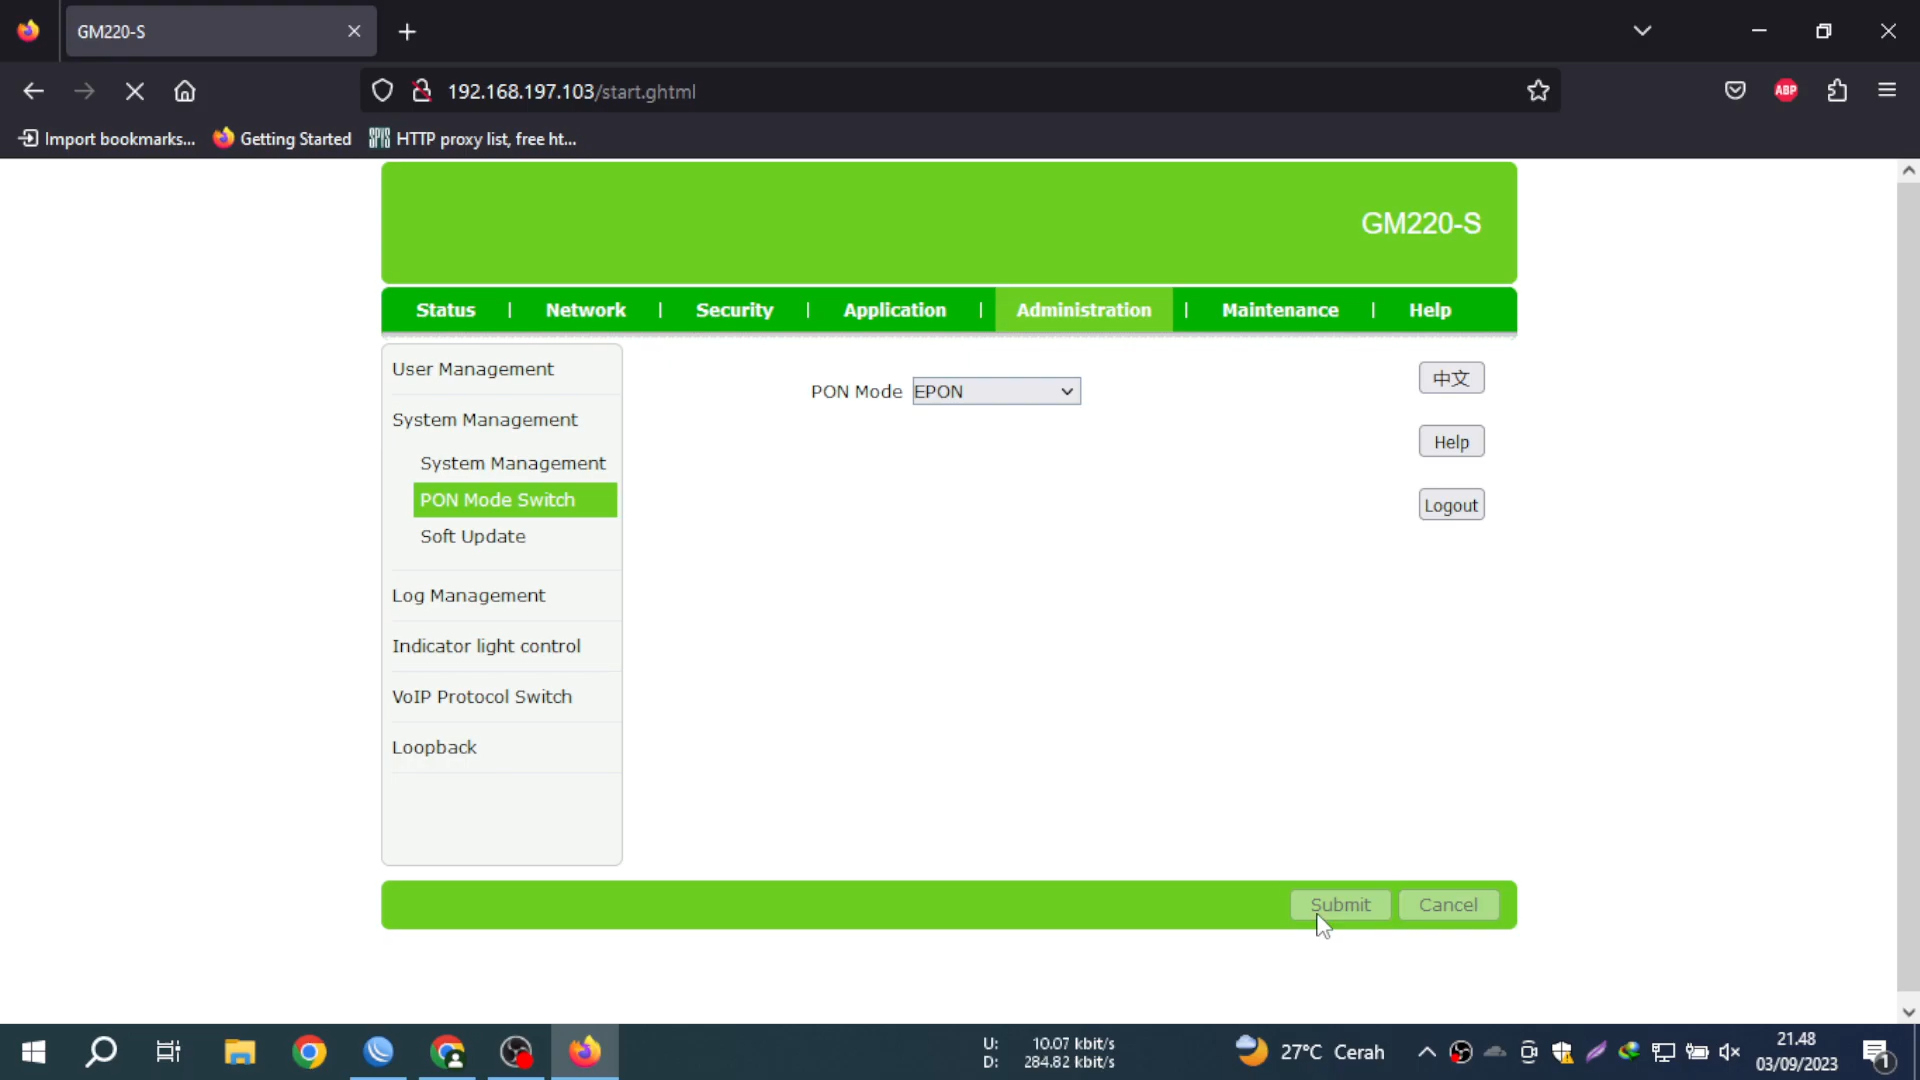 GM220-S
192.168.197.103/start.ghtml
ABP
Import bookmarks...
Getting Started
HTTP proxy list, free ht...
GM220-S
Status | Network | Security | Application | Administration | Maintenance | Help
User Management
System Management
System Management
PON Mode Switch
Soft Update
Log Management
Indicator light control
VoIP Protocol Switch
Loopback
PON Mode EPON
中文
Help
Logout
Submit Cancel
U: 10.07 kbit/s
D: 284.82 kbit/s
27°C Cerah
21.48
03/09/2023
1